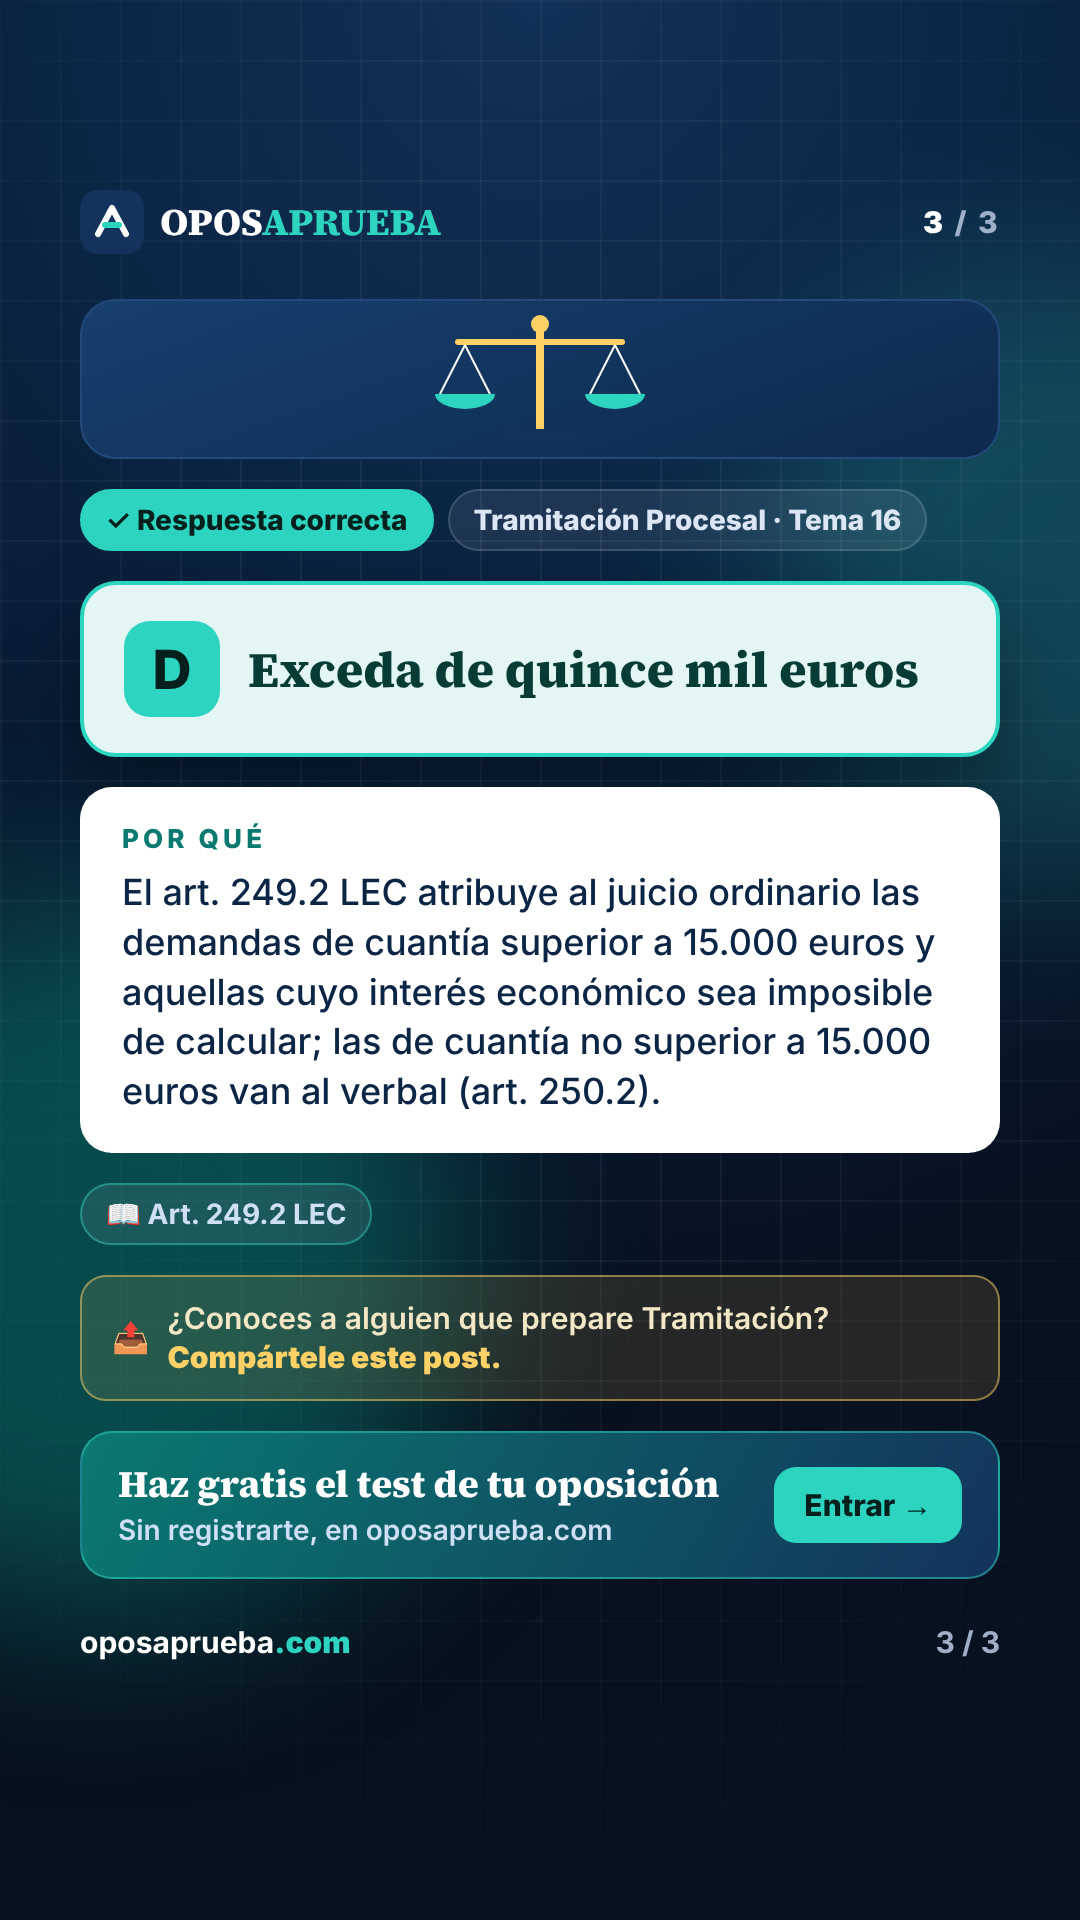 OPOSAPRUEBA
3 / 3
✓ Respuesta correcta
Tramitación Procesal · Tema 16
D
Exceda de quince mil euros
POR QUÉ
El art. 249.2 LEC atribuye al juicio ordinario las
demandas de cuantía superior a 15.000 euros y
aquellas cuyo interés económico sea imposible
de calcular; las de cuantía no superior a 15.000
euros van al verbal (art. 250.2).
📖 Art. 249.2 LEC
📤 ¿Conoces a alguien que prepare Tramitación?
Compártele este post.
Haz gratis el test de tu oposición
Sin registrarte, en oposaprueba.com
Entrar →
oposaprueba.com
3 / 3